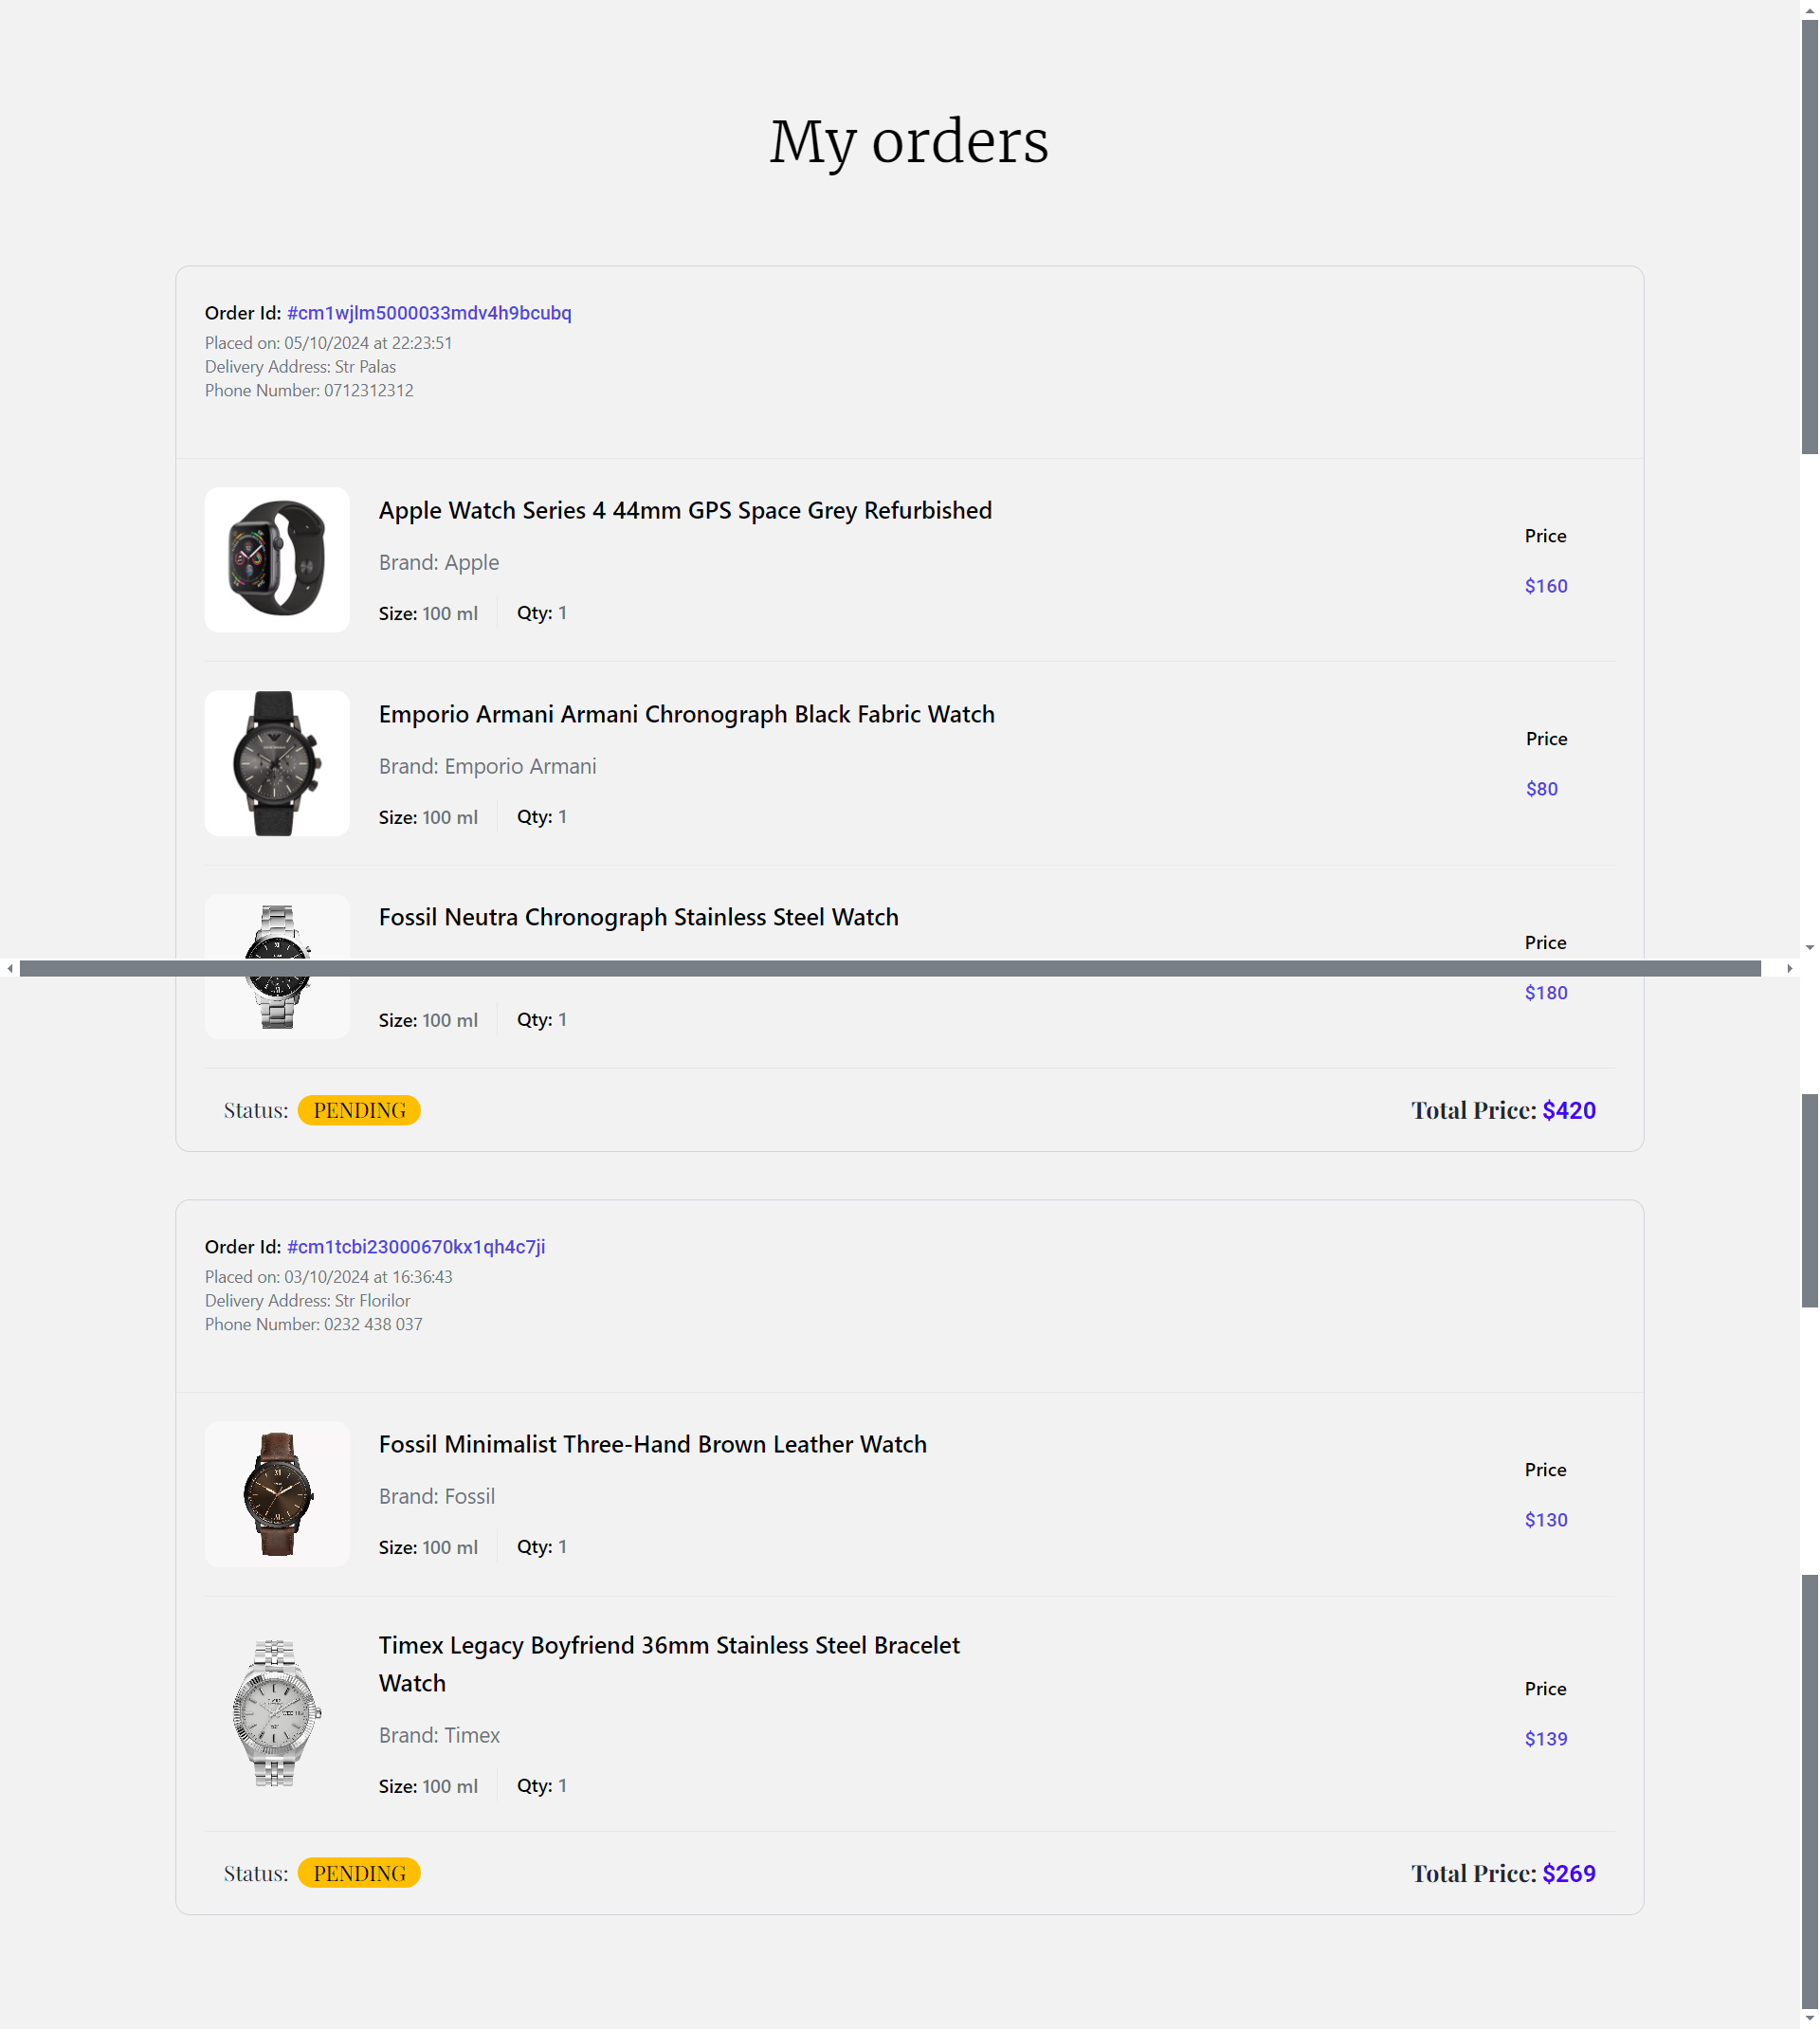 My orders
Order Id: #cm1wjlm5000033mdv4h9bcubq
Placed on: 05/10/2024 at 22:23:51
Delivery Address: Str Palas
Phone Number: 0712312312
Apple Watch Series 4 44mm GPS Space Grey Refurbished
Brand: Apple
Size: 100 ml Qty: 1
Price
$160
Emporio Armani Armani Chronograph Black Fabric Watch
Brand: Emporio Armani
Size: 100 ml Qty: 1
Price
$80
Fossil Neutra Chronograph Stainless Steel Watch
Size: 100 ml Qty: 1
Price
$180
Status: PENDING
Total Price: $420
Order Id: #cm1tcbi23000670kx1qh4c7ji
Placed on: 03/10/2024 at 16:36:43
Delivery Address: Str Florilor
Phone Number: 0232 438 037
Fossil Minimalist Three-Hand Brown Leather Watch
Brand: Fossil
Size: 100 ml Qty: 1
Price
$130
Timex Legacy Boyfriend 36mm Stainless Steel Bracelet
Watch
Brand: Timex
Size: 100 ml Qty: 1
Price
$139
Status: PENDING
Total Price: $269